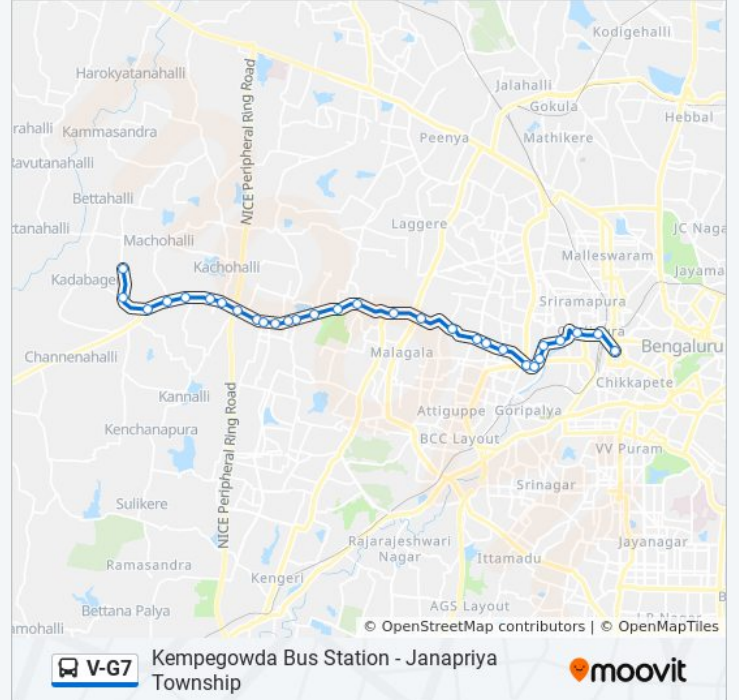 Kodigehalli
Harokyatanahalli
Jalahalli
Gokula
Hebbal
rahalli
Kammasandra
Peenya
Mathikere
NICE Peripheral Ring Road
avutanahalli
Bettahalli
tanahalli
Laggere
JC Naga
Machohalli
Malleswaram
Kachohalli
Jayama
Kadabage
Sriramapura
Bengaluru
Channenahalli
Malagala
Chikkapete
Kannalli
Attiguppe
Goripalya
Kenchanapura
BCC Layout
VV Puram
NICE Peripheral Ring Road
Srinagar
Sulikere
Rajarajeshwari
Nagar
Jayanagar
Ittamadu
Ramasandra
Kengeri
Bettana Palya
AGS Layout
amohalli
© OpenStreetMap contributors | © OpenMapTiles
V-G7
Kempegowda Bus Station - Janapriya
Township
moovit